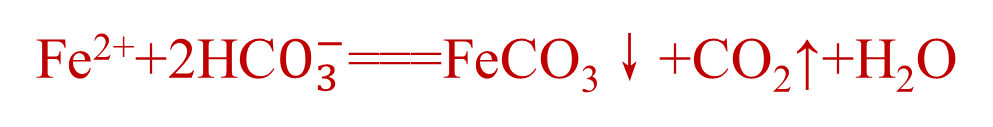 Fe²⁺+2HCO₃⁻===FeCO₃↓+CO₂↑+H₂O